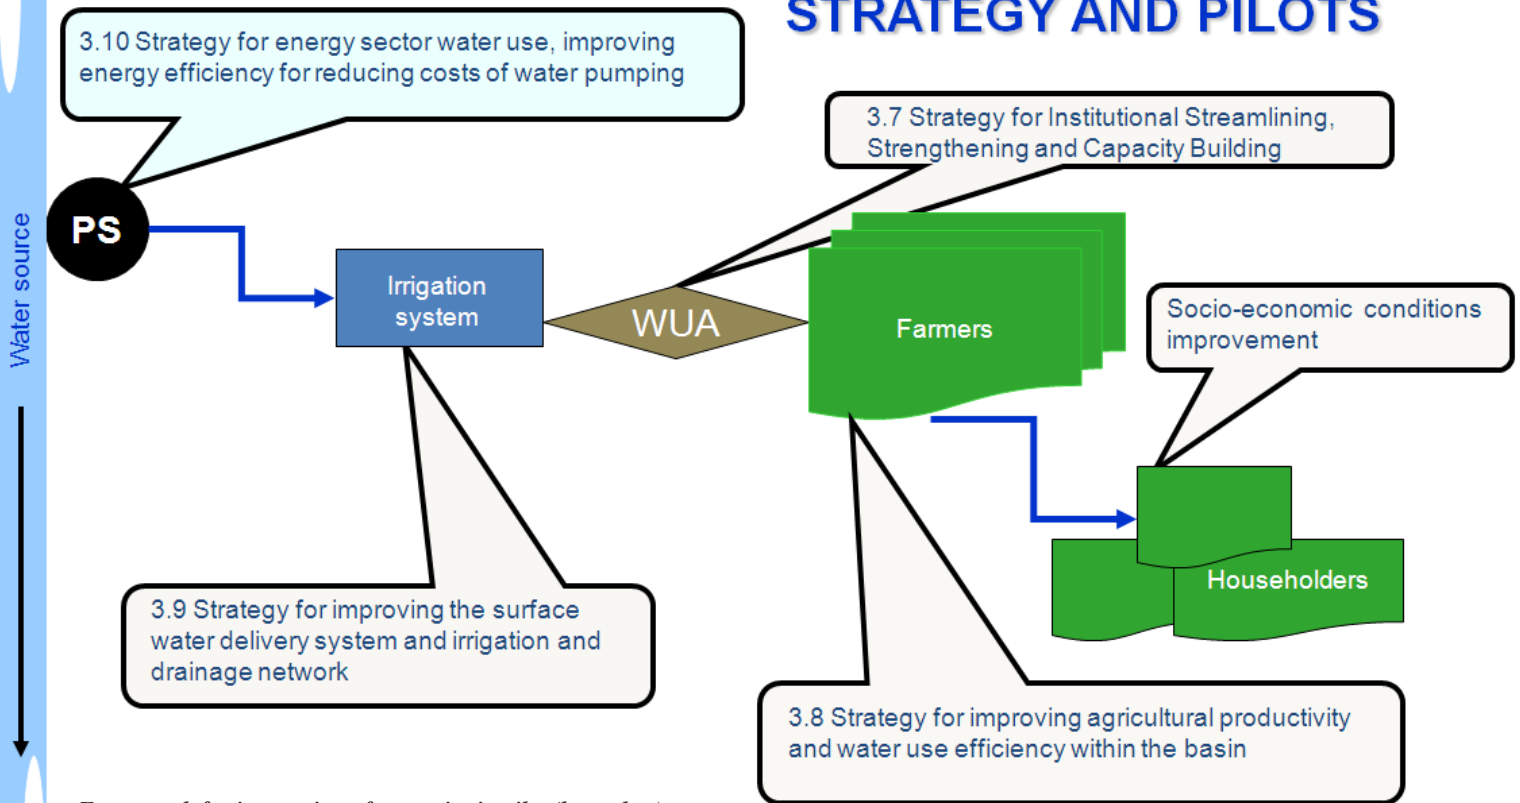 STRATEGY AND PILOTS
3.10 Strategy for energy sector water use, improving
energy efficiency for reducing costs of water pumping
3.7 Strategy for Institutional Streamlining,
Strengthening and Capacity Building
PS
Water source
Irrigation
system
WUA
Farmers
Socio-economic conditions
improvement
Householders
3.9 Strategy for improving the surface
water delivery system and irrigation and
drainage network
3.8 Strategy for improving agricultural productivity
and water use efficiency within the basin